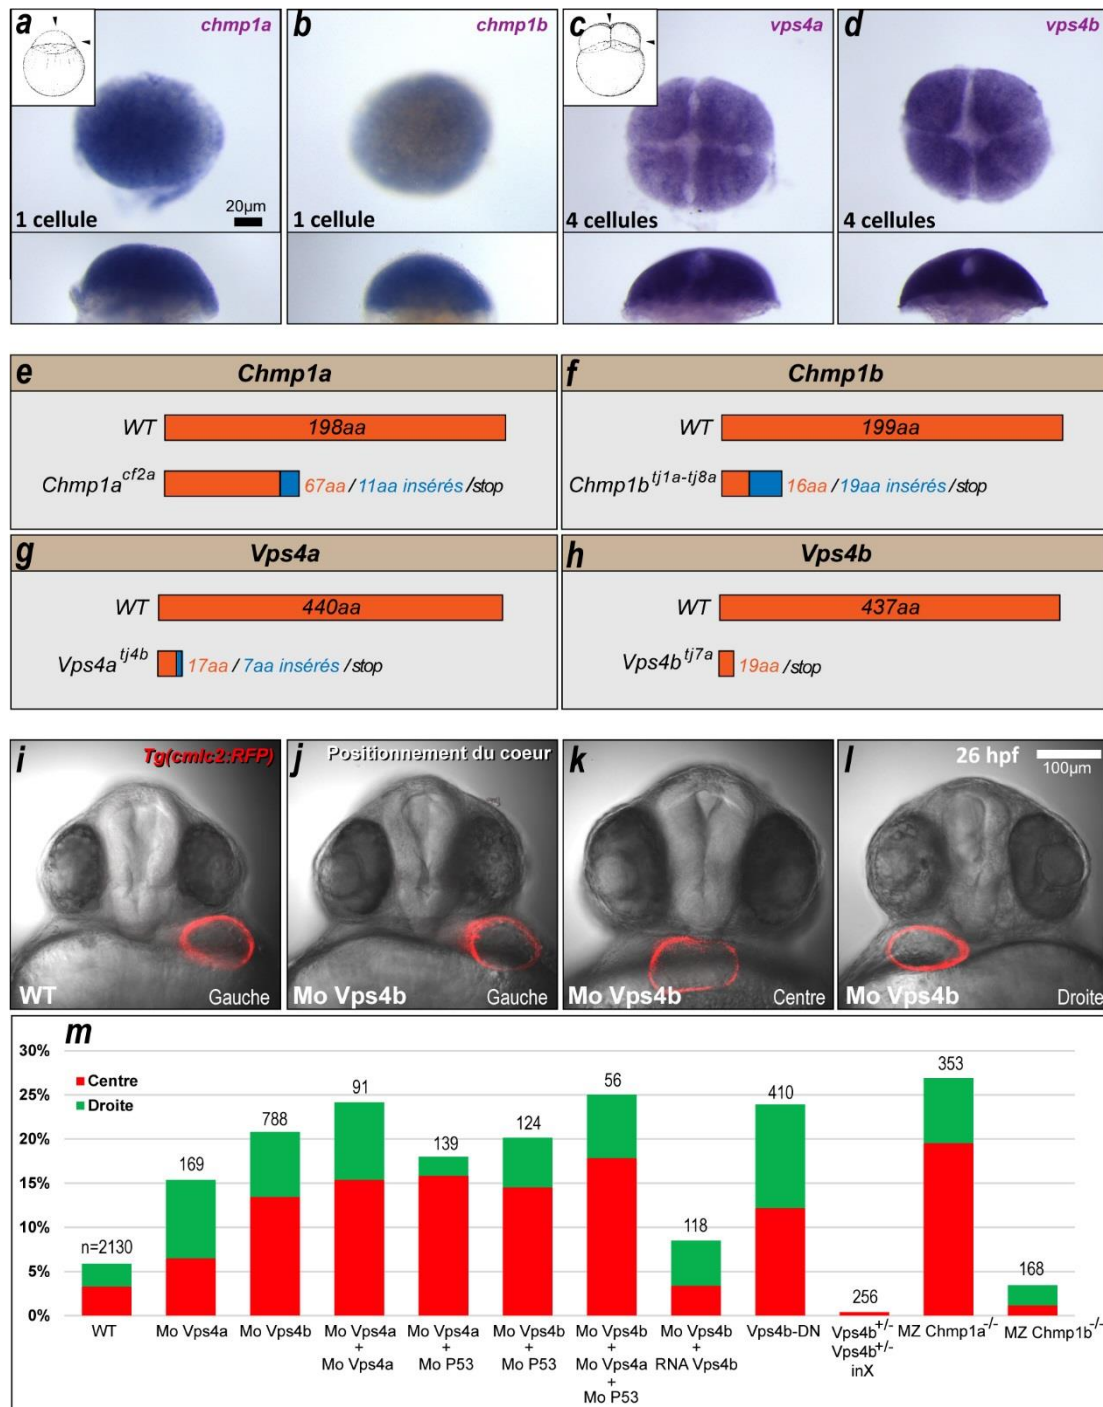 a
chmp1a
1 cellule
20µm
b
chmp1b
1 cellule
c
vps4a
4 cellules
d
vps4b
4 cellules
e
Chmp1a
WT
198aa
Chmp1a^cf2a
67aa / 11aa insérés /stop
f
Chmp1b
WT
199aa
Chmp1b^tj1a-tj8a
16aa / 19aa insérés /stop
g
Vps4a
WT
440aa
Vps4a^tj4b
17aa / 7aa insérés /stop
h
Vps4b
WT
437aa
Vps4b^tj7a
19aa /stop
i
Tg(cmlc2:RFP)
WT
Gauche
j
Positionnement du coeur
Mo Vps4b
Gauche
k
Mo Vps4b
Centre
l
26 hpf
100µm
Mo Vps4b
Droite
m
30%
25%
20%
15%
10%
5%
0%
Centre
Droite
n=2130
169
788
91
139
124
56
118
410
256
353
168
WT
Mo Vps4a
Mo Vps4b
Mo Vps4a
+
Mo Vps4a
Mo Vps4a
+
Mo P53
Mo Vps4b
+
Mo P53
Mo Vps4b
+
Mo Vps4a
+
Mo P53
Mo Vps4b
+
RNA Vps4b
Vps4b-DN
Vps4b^+/-
Vps4b^+/-
inX
MZ Chmp1a^-/-
MZ Chmp1b^-/-